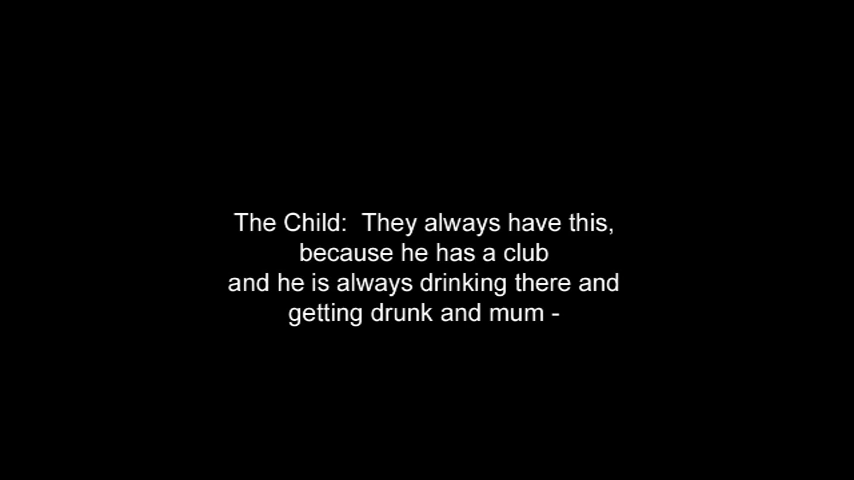 The Child:  They always have this,
because he has a club
and he is always drinking there and
getting drunk and mum -